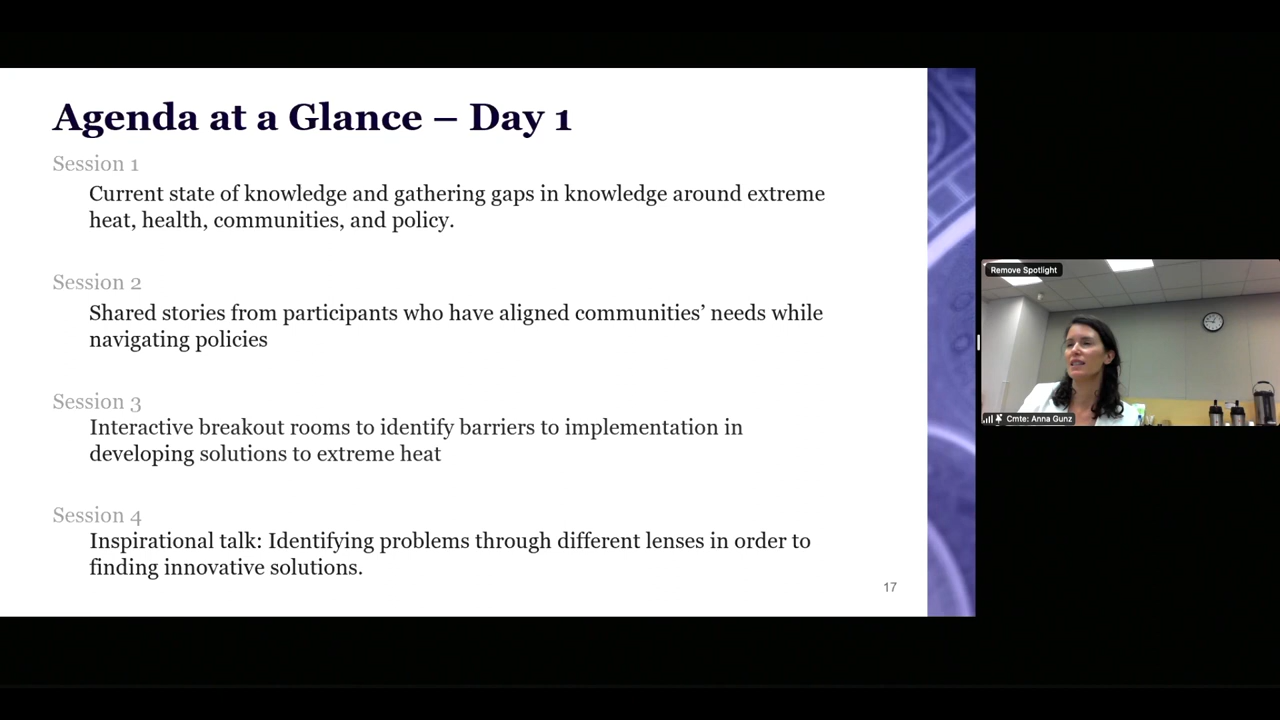 Agenda at a Glance – Day 1
Session 1
Current state of knowledge and gathering gaps in knowledge around extreme
heat, health, communities, and policy.
Session 2
Shared stories from participants who have aligned communities’ needs while
navigating policies
Session 3
Interactive breakout rooms to identify barriers to implementation in
developing solutions to extreme heat
Session 4
Inspirational talk: Identifying problems through different lenses in order to
finding innovative solutions.
17
Remove Spotlight
Cmte: Anna Gunz